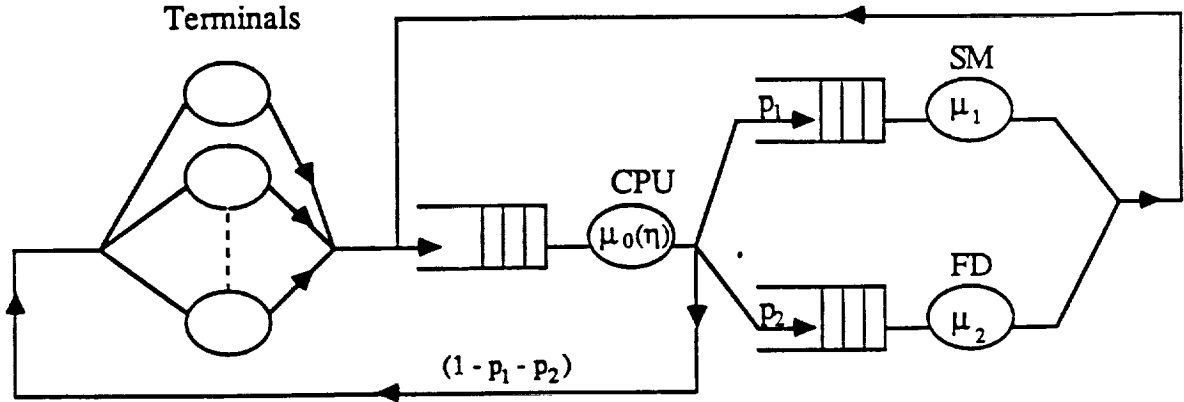 Terminals
SM
p₁
μ₁
CPU
μ₀(η)
FD
p₂
μ₂
(1 - p₁ - p₂)